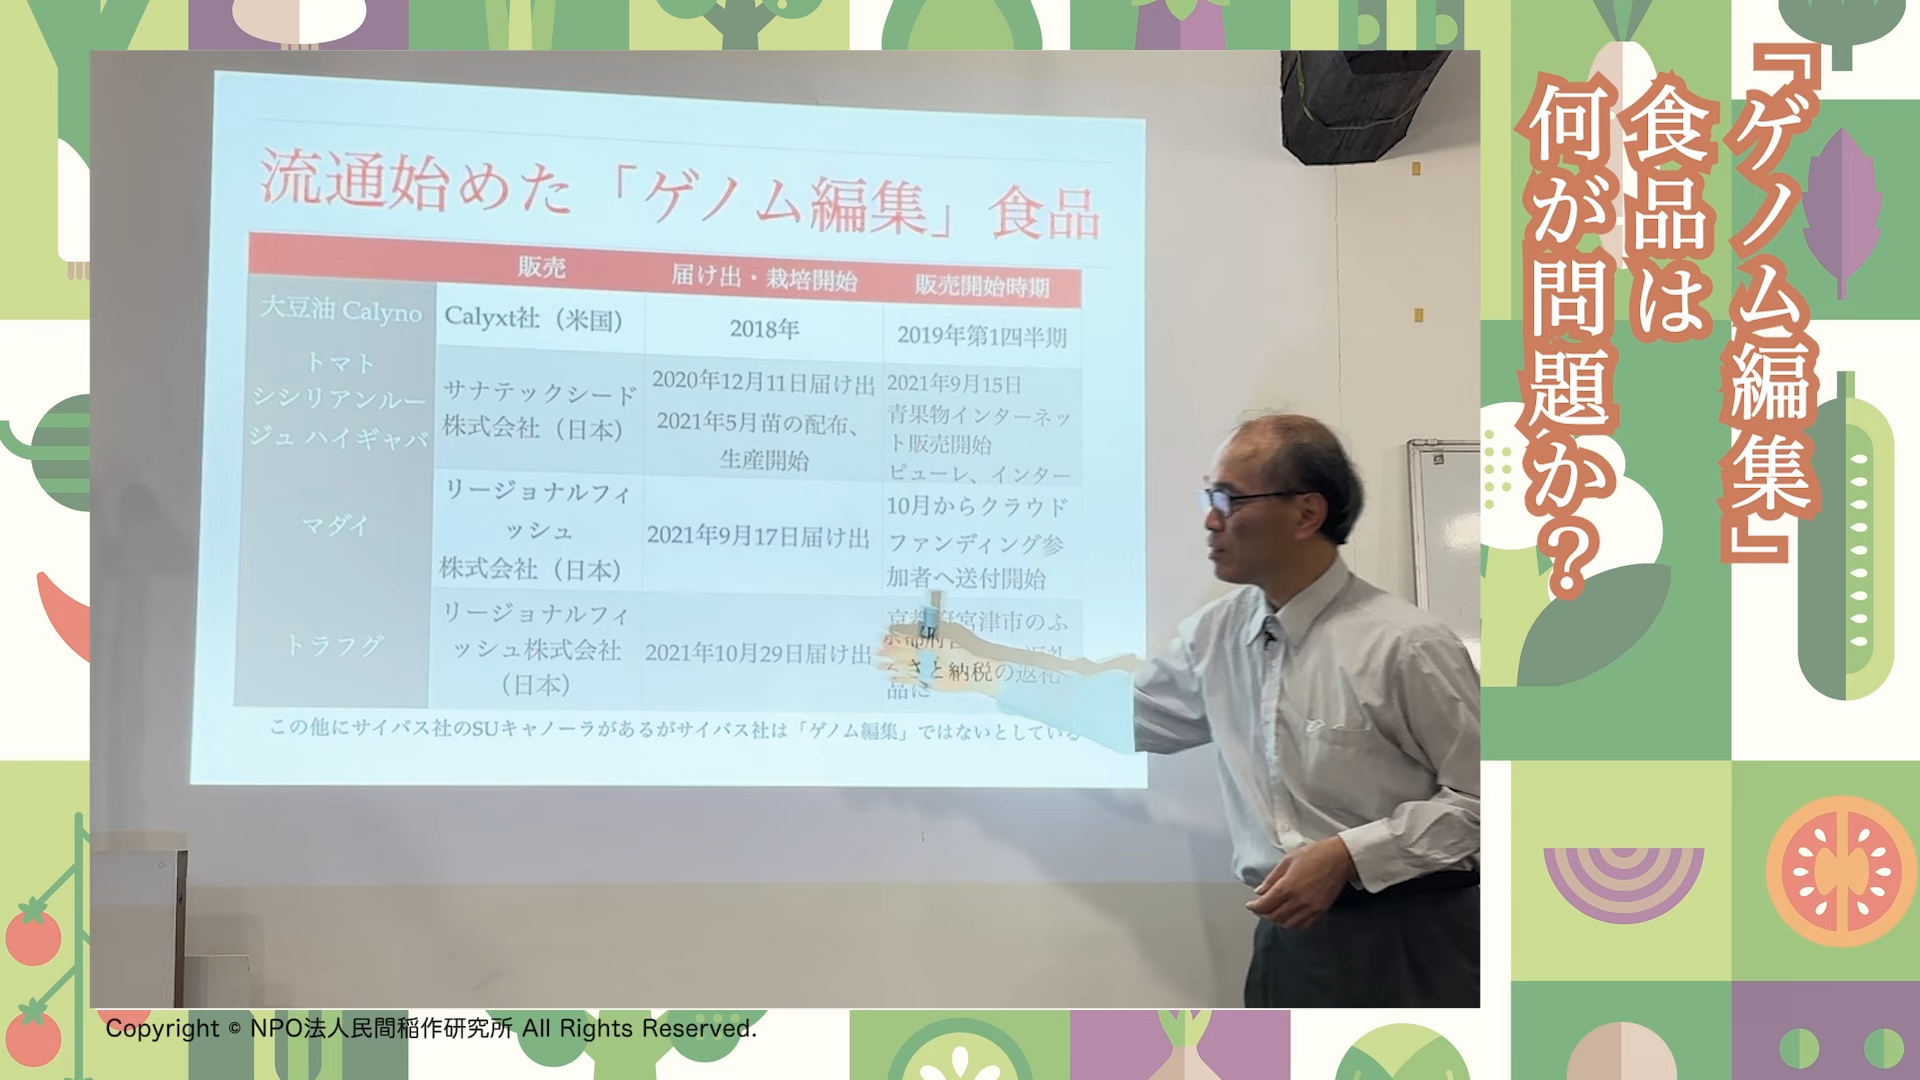 『ゲノム編集』
食品は
何が問題か？
流通始めた「ゲノム編集」食品
販売 届け出・栽培開始 販売開始時期
大豆油 Calyno Calyxt社（米国） 2018年 2019年第1四半期
トマト
シシリアンルー
ジュ ハイギャバ
サナテックシード
株式会社（日本）
2020年12月11日届け出
2021年5月苗の配布、
生産開始
2021年9月15日
青果物インターネッ
ト販売開始
ピューレ、インター
マダイ
リージョナルフィ
ッシュ
株式会社（日本）
2021年9月17日届け出
10月からクラウド
ファンディング参
加者へ送付開始
トラフグ
リージョナルフィ
ッシュ株式会社
（日本）
2021年10月29日届け出
宮津市のふ
さと納税の返礼
品に
この他にサイバス社のSUキャノーラがあるがサイバス社は「ゲノム編集」ではないとしている
Copyright © NPO法人民間稲作研究所 All Rights Reserved.